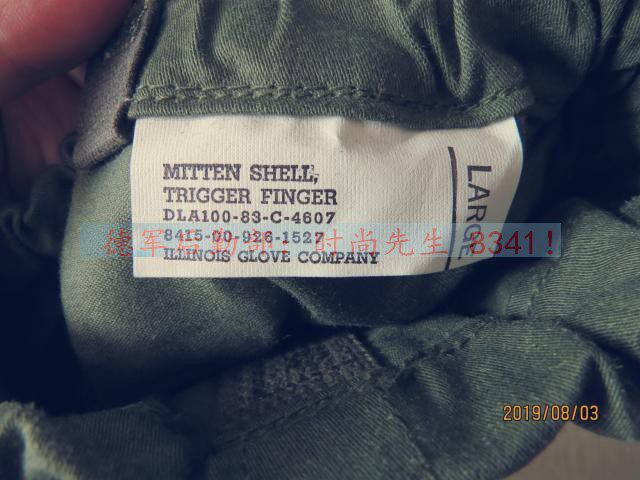 MITTEN SHELL,
TRIGGER FINGER
DLA100-83-C-4607
8415-00-926-1527
ILLINOIS GLOVE COMPANY
LARGE
德军后勤部：时尚先生 8341！
2019/08/03